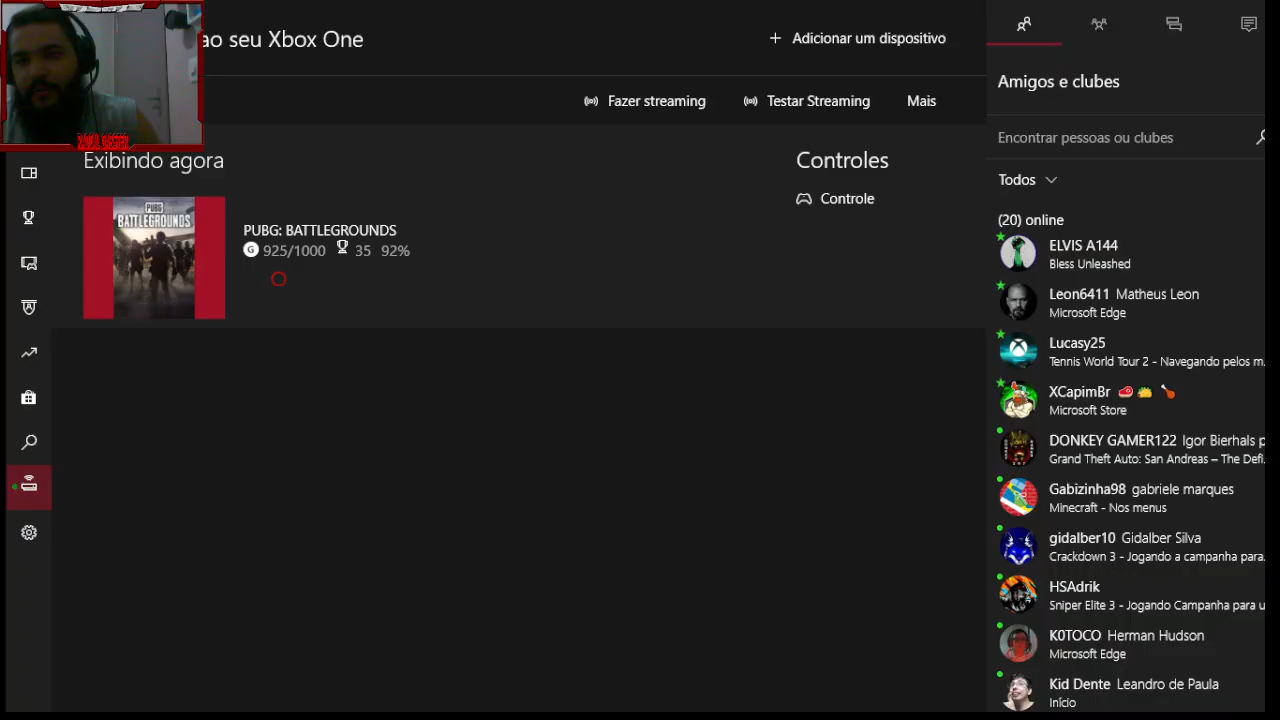 ao seu Xbox One
Adicionar um dispositivo
Fazer streaming
Testar Streaming
Mais
Exibindo agora
PUBG
BATTLEGROUNDS
PUBG: BATTLEGROUNDS
G 925/1000 35 92%
Controles
Controle
Amigos e clubes
Encontrar pessoas ou clubes
Todos
(20) online
ELVIS A144
Bless Unleashed
Leon6411 Matheus Leon
Microsoft Edge
Lucasy25
Tennis World Tour 2 - Navegando pelos m...
XCapimBr
Microsoft Store
DONKEY GAMER122 Igor Bierhals p
Grand Theft Auto: San Andreas – The Defi...
Gabizinha98 gabriele marques
Minecraft - Nos menus
gidalber10 Gidalber Silva
Crackdown 3 - Jogando a campanha para...
HSAdrik
Sniper Elite 3 - Jogando Campanha para u
K0TOCO Herman Hudson
Microsoft Edge
Kid Dente Leandro de Paula
Início